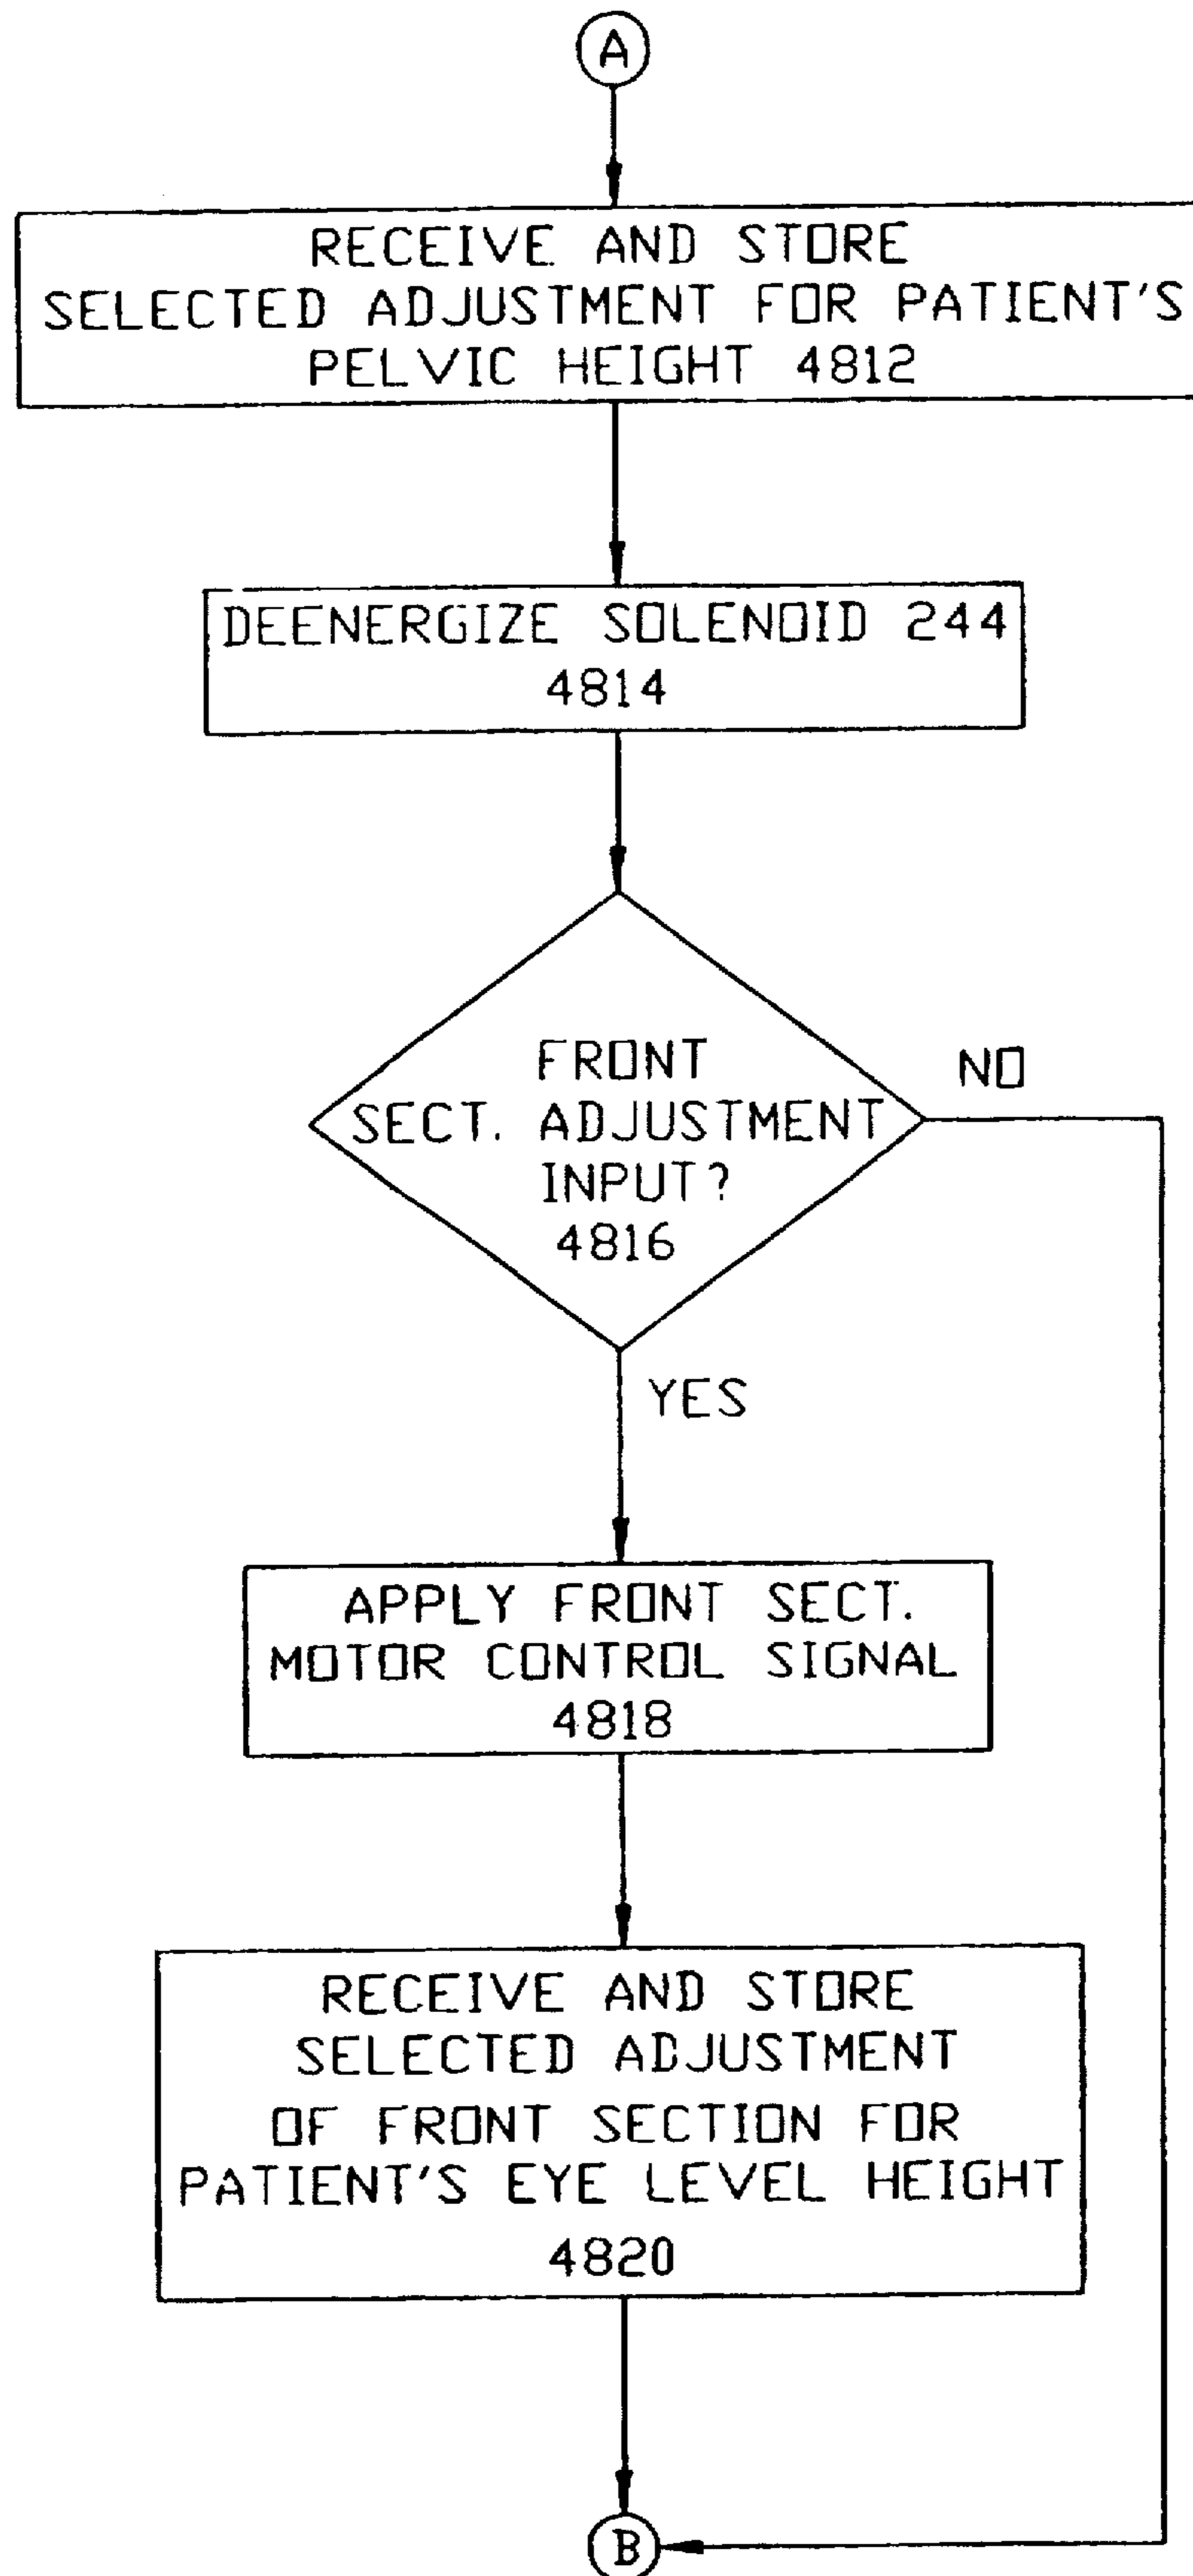 A
RECEIVE AND STORE
SELECTED ADJUSTMENT FOR PATIENT'S
PELVIC HEIGHT 4812
DEENERGIZE SOLENOID 244
4814
FRONT
SECT. ADJUSTMENT
INPUT?
4816
NO
YES
APPLY FRONT SECT.
MOTOR CONTROL SIGNAL
4818
RECEIVE AND STORE
SELECTED ADJUSTMENT
OF FRONT SECTION FOR
PATIENT'S EYE LEVEL HEIGHT
4820
B